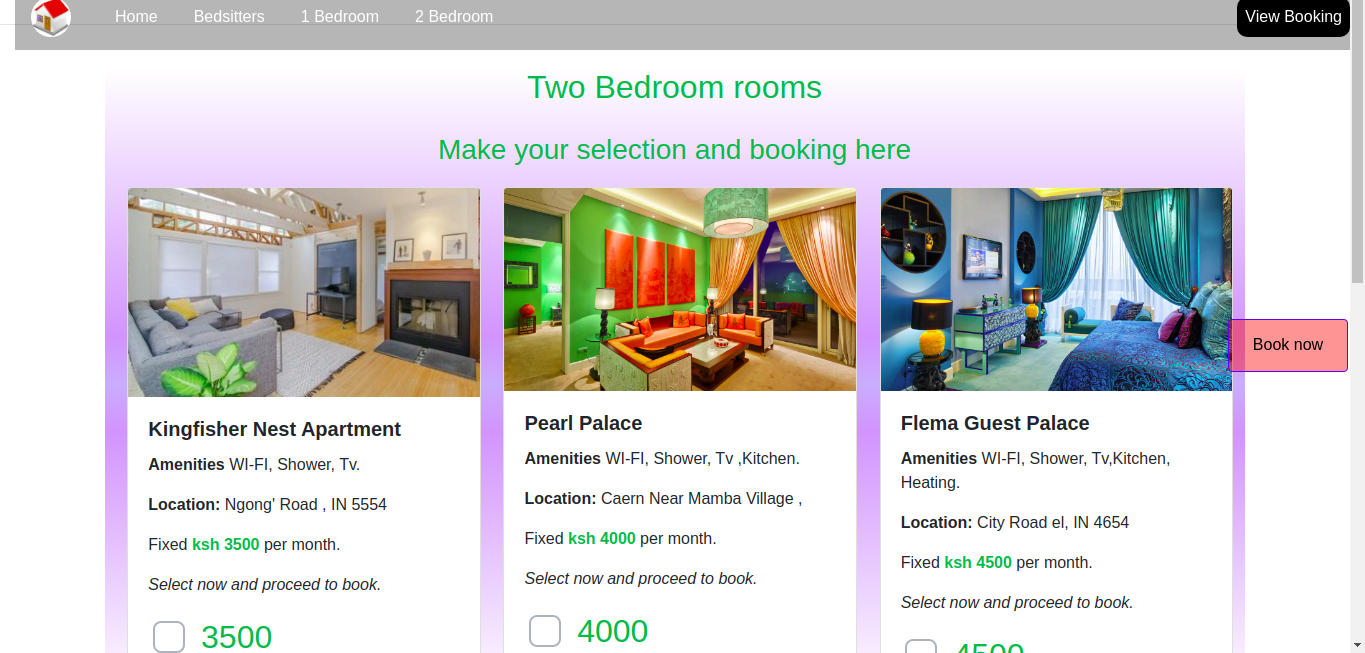 Home Bedsitters 1 Bedroom 2 Bedroom View Booking
Two Bedroom rooms
Make your selection and booking here
Book now
Kingfisher Nest Apartment
Amenities WI-FI, Shower, Tv.
Location: Ngong' Road , IN 5554
Fixed ksh 3500 per month.
Select now and proceed to book.
3500
Pearl Palace
Amenities WI-FI, Shower, Tv ,Kitchen.
Location: Caern Near Mamba Village ,
Fixed ksh 4000 per month.
Select now and proceed to book.
4000
Flema Guest Palace
Amenities WI-FI, Shower, Tv,Kitchen,
Heating.
Location: City Road el, IN 4654
Fixed ksh 4500 per month.
Select now and proceed to book.
4500